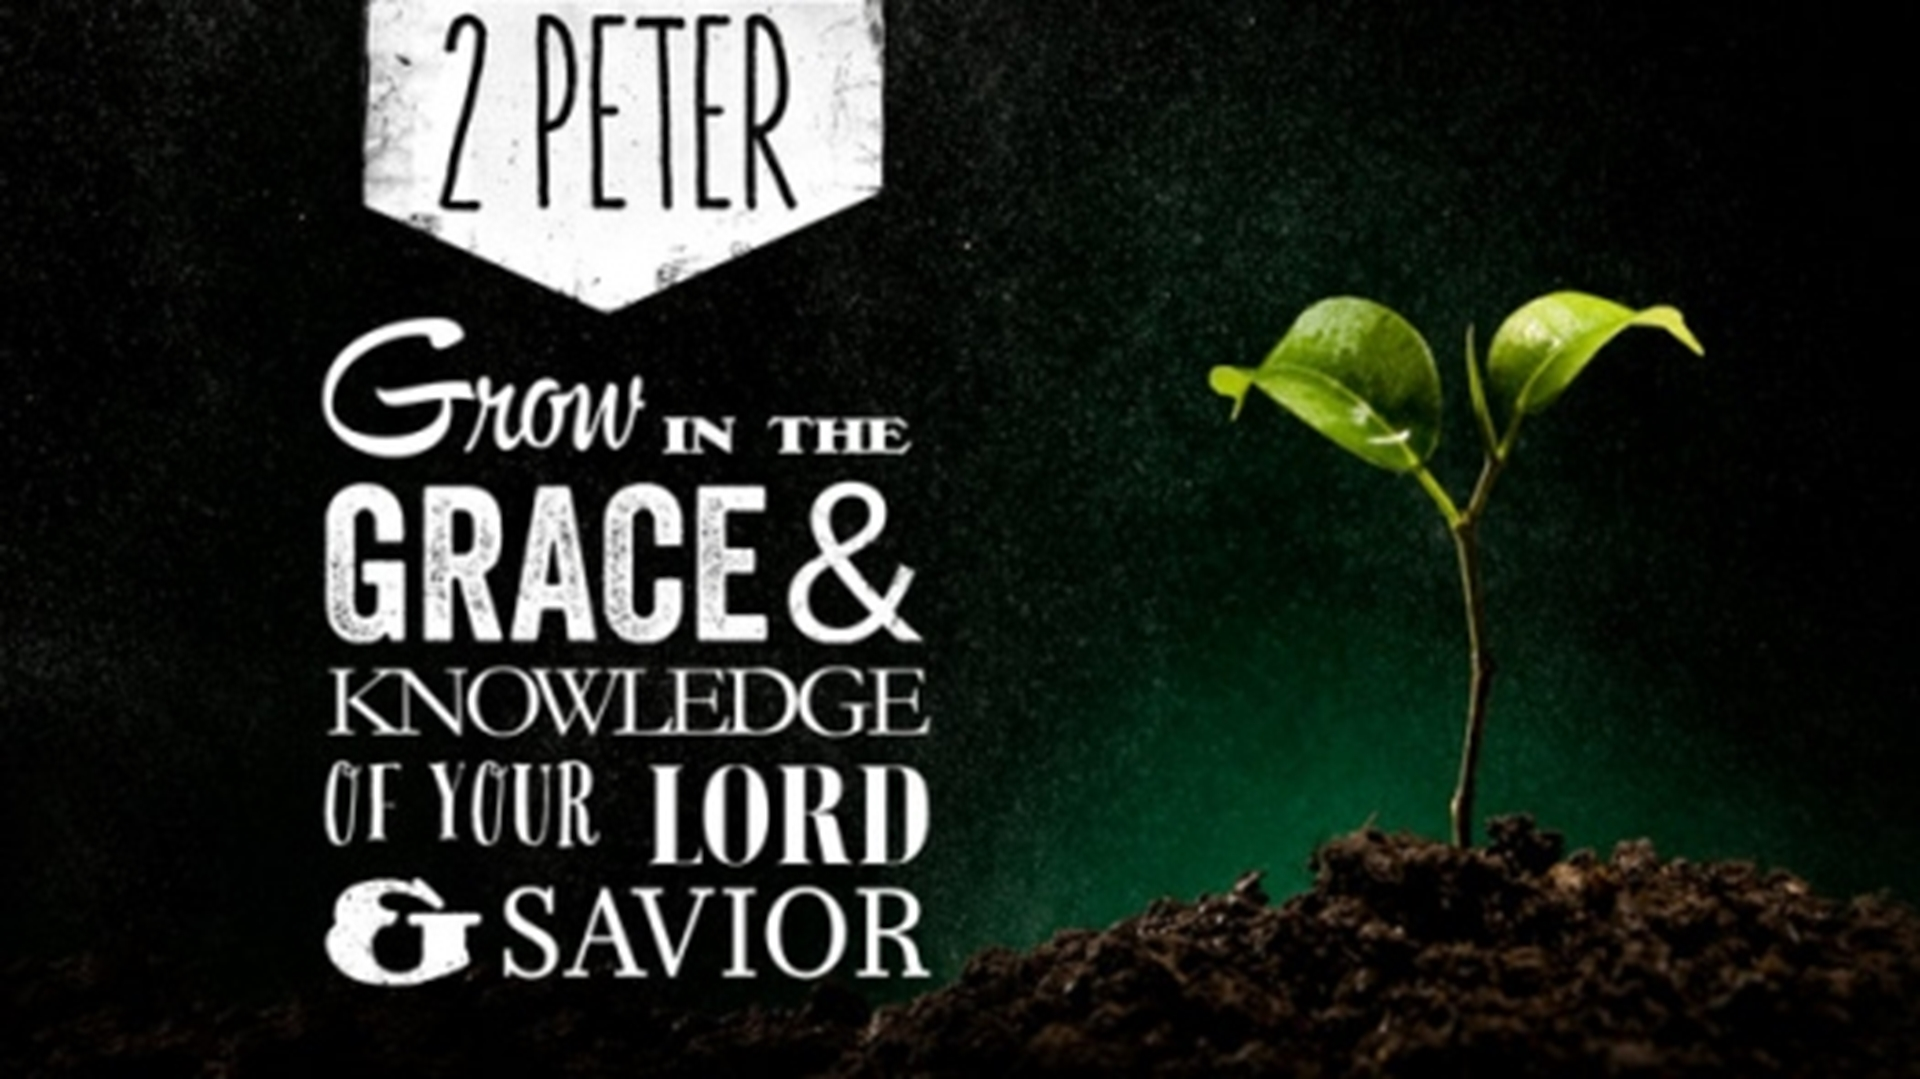 2 PETER
Grow IN THE
GRACE &
KNOWLEDGE
OF YOUR LORD
& SAVIOR